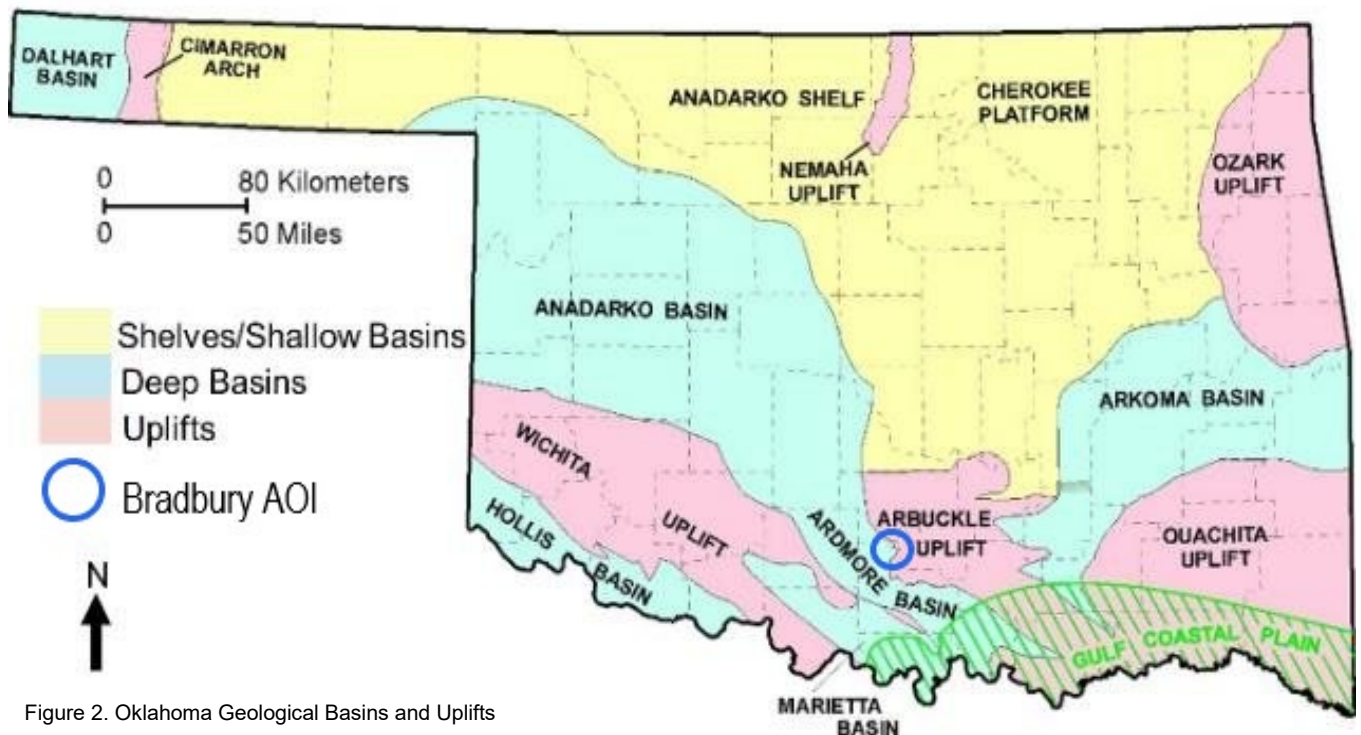 DALHART
BASIN
CIMARRON
ARCH
ANADARKO SHELF
CHEROKEE
PLATFORM
NEMAHA
UPLIFT
OZARK
UPLIFT
0 80 Kilometers
0 50 Miles
ANADARKO BASIN
Shelves/Shallow Basins
Deep Basins
Uplifts
Bradbury AOI
ARKOMA BASIN
WICHITA
UPLIFT
HOLLIS
BASIN
ARDMORE BASIN
ARBUCKLE
UPLIFT
OUACHITA
UPLIFT
GULF COASTAL PLAIN
N
MARIETTA
BASIN
Figure 2. Oklahoma Geological Basins and Uplifts